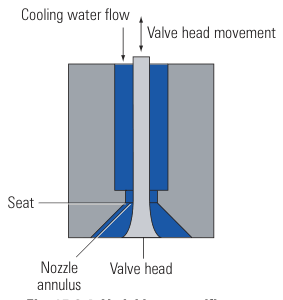 Cooling water flow
Valve head movement
Seat
Nozzle
annulus
Valve head